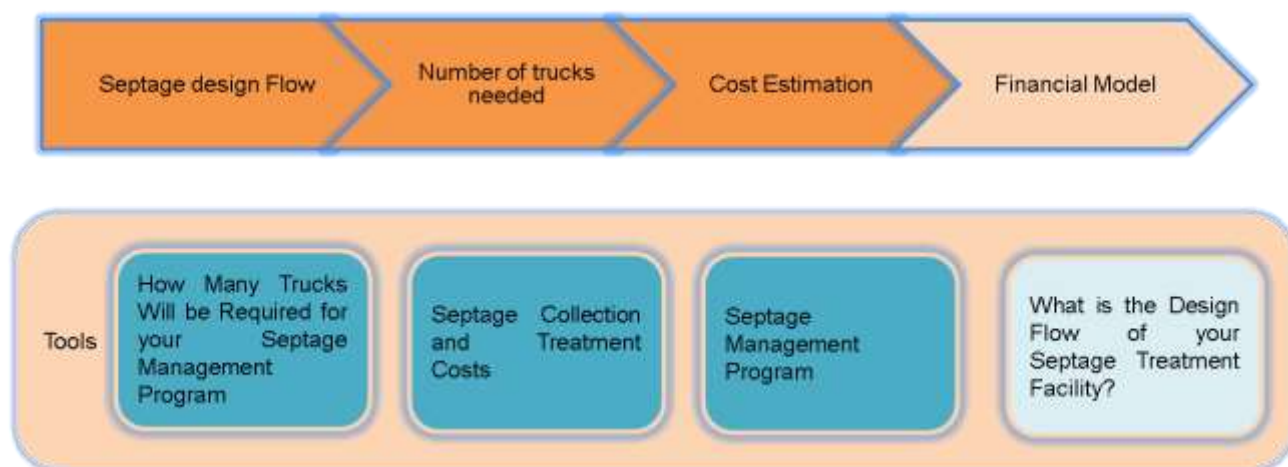 Septage design Flow
Number of trucks
needed
Cost Estimation
Financial Model
Tools
How Many Trucks
Will be Required for
your Septage
Management
Program
Septage Collection
and Treatment
Costs
Septage
Management
Program
What is the Design
Flow of your
Septage Treatment
Facility?